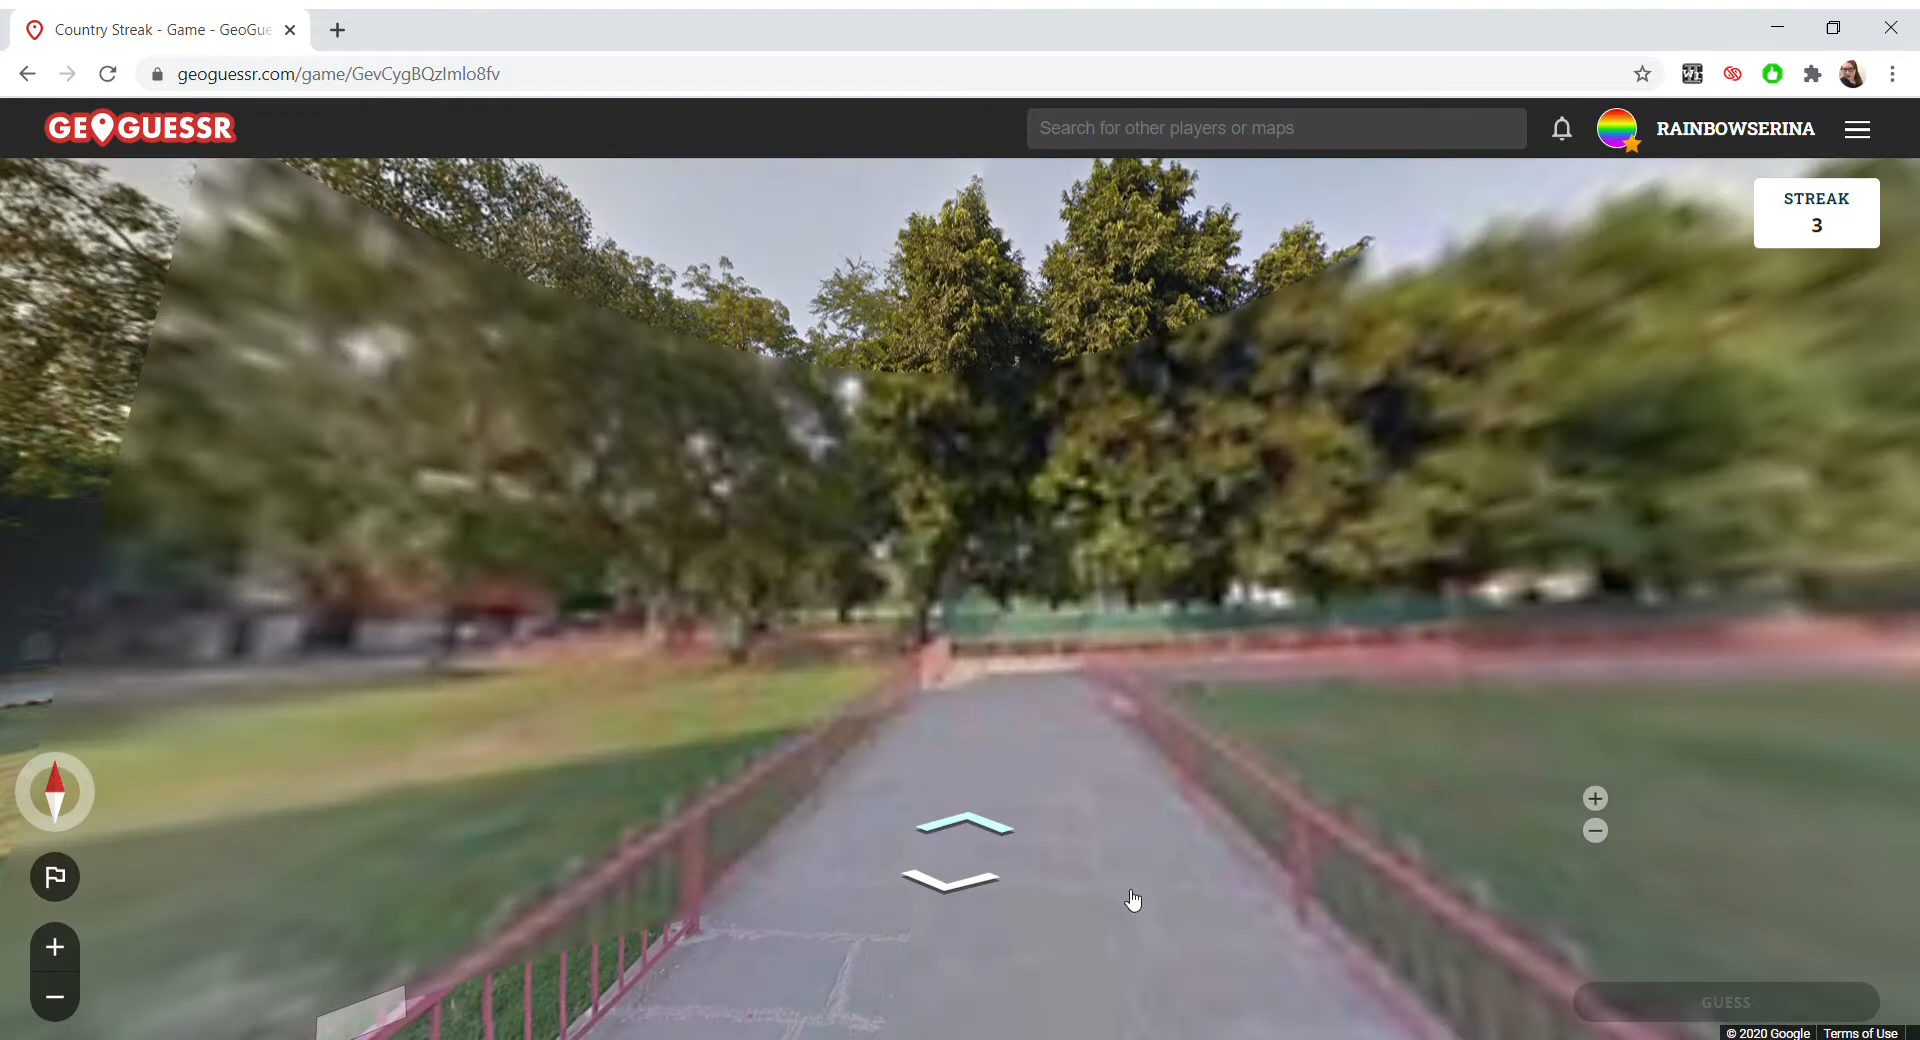 Country Streak - Game - GeoGue
geoguessr.com/game/GevCygBQzImlo8fv
GEOGUESSR
Search for other players or maps
RAINBOWSERINA
STREAK
3
GUESS
© 2020 Google
Terms of Use